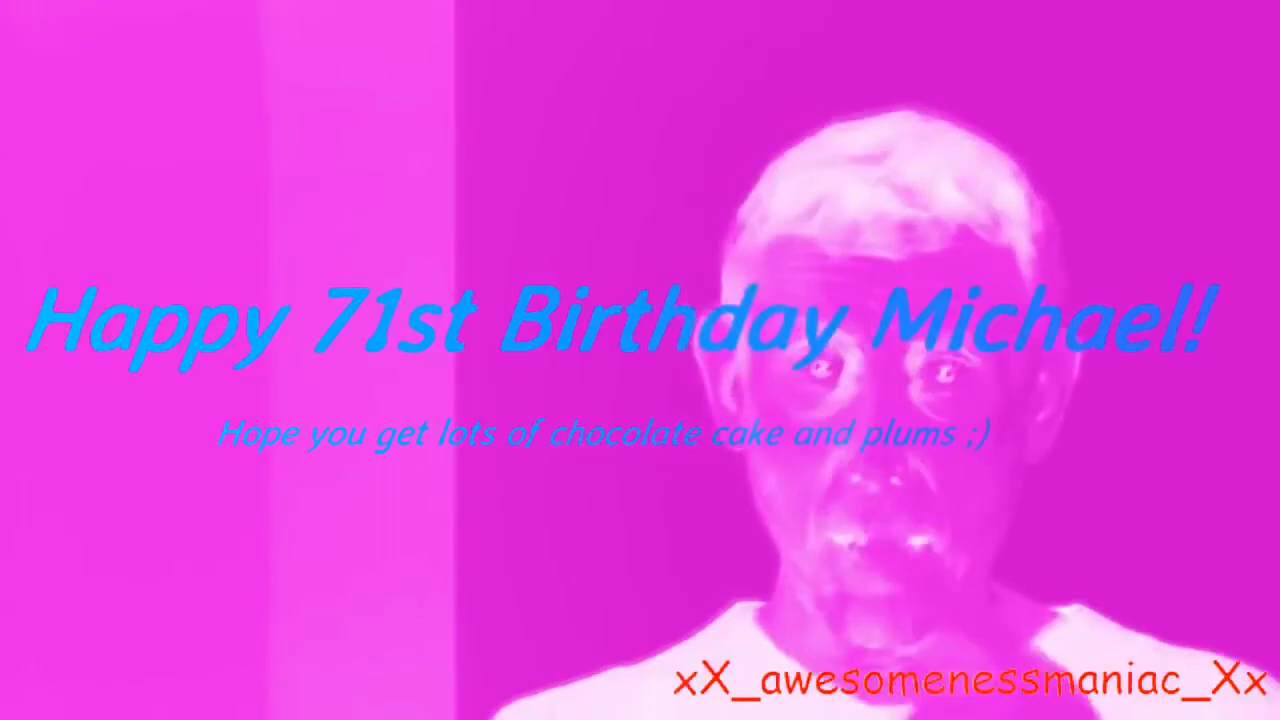 Happy 71st Birthday Michael!
Hope you get lots of chocolate cake and plums ;)
xX_awesomenessmaniac_Xx